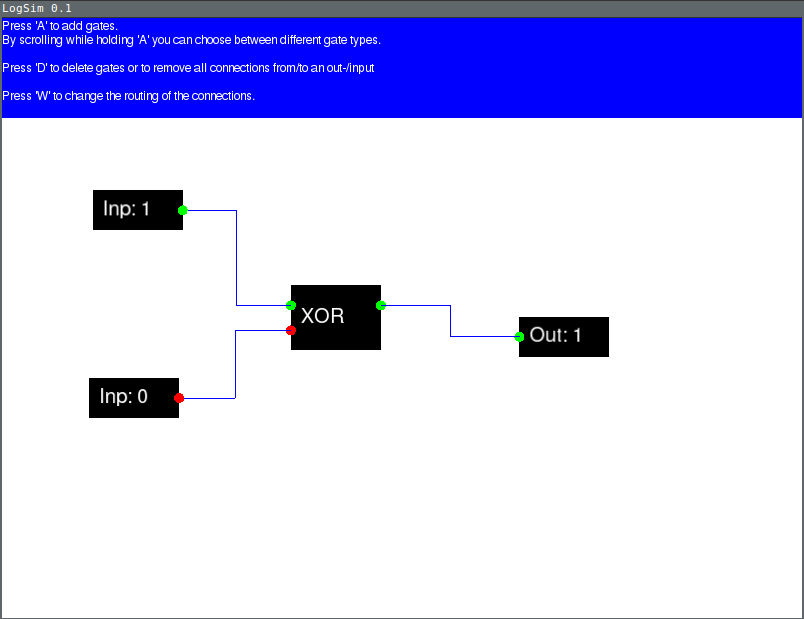 LogSim 0.1
Press 'A' to add gates.
By scrolling while holding 'A' you can choose between different gate types.
Press 'D' to delete gates or to remove all connections from/to an out-/input
Press 'W' to change the routing of the connections.
Inp: 1
XOR
Out: 1
Inp: 0